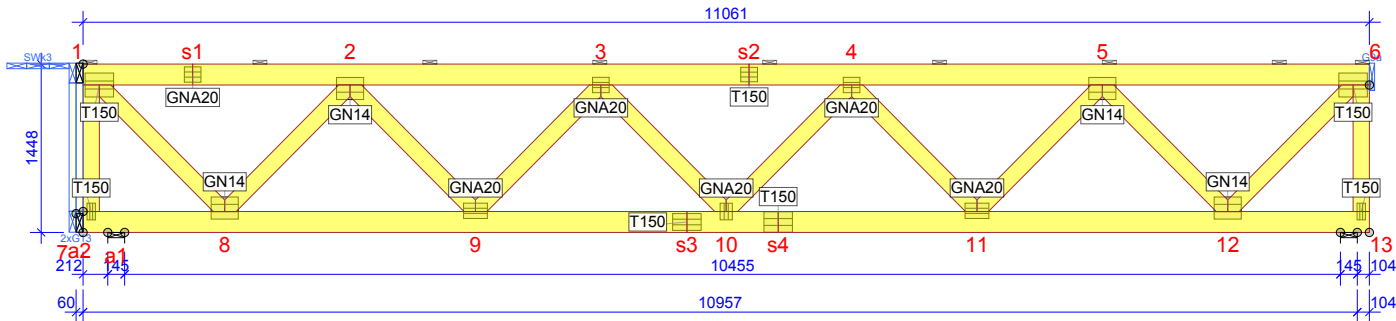 11061
1 s1 2 3 s2 4 5 6
SWk3
GNA20 GNA20 T150 GNA20
T150 GN14 GN14 T150
1448
T150 GN14 GNA20 GNA20 T150 GNA20 GN14 T150
T150
2xG13
7a2 a1 8 9 s3 10 s4 11 12 13
212 145 10455 145 104
60 10957 104